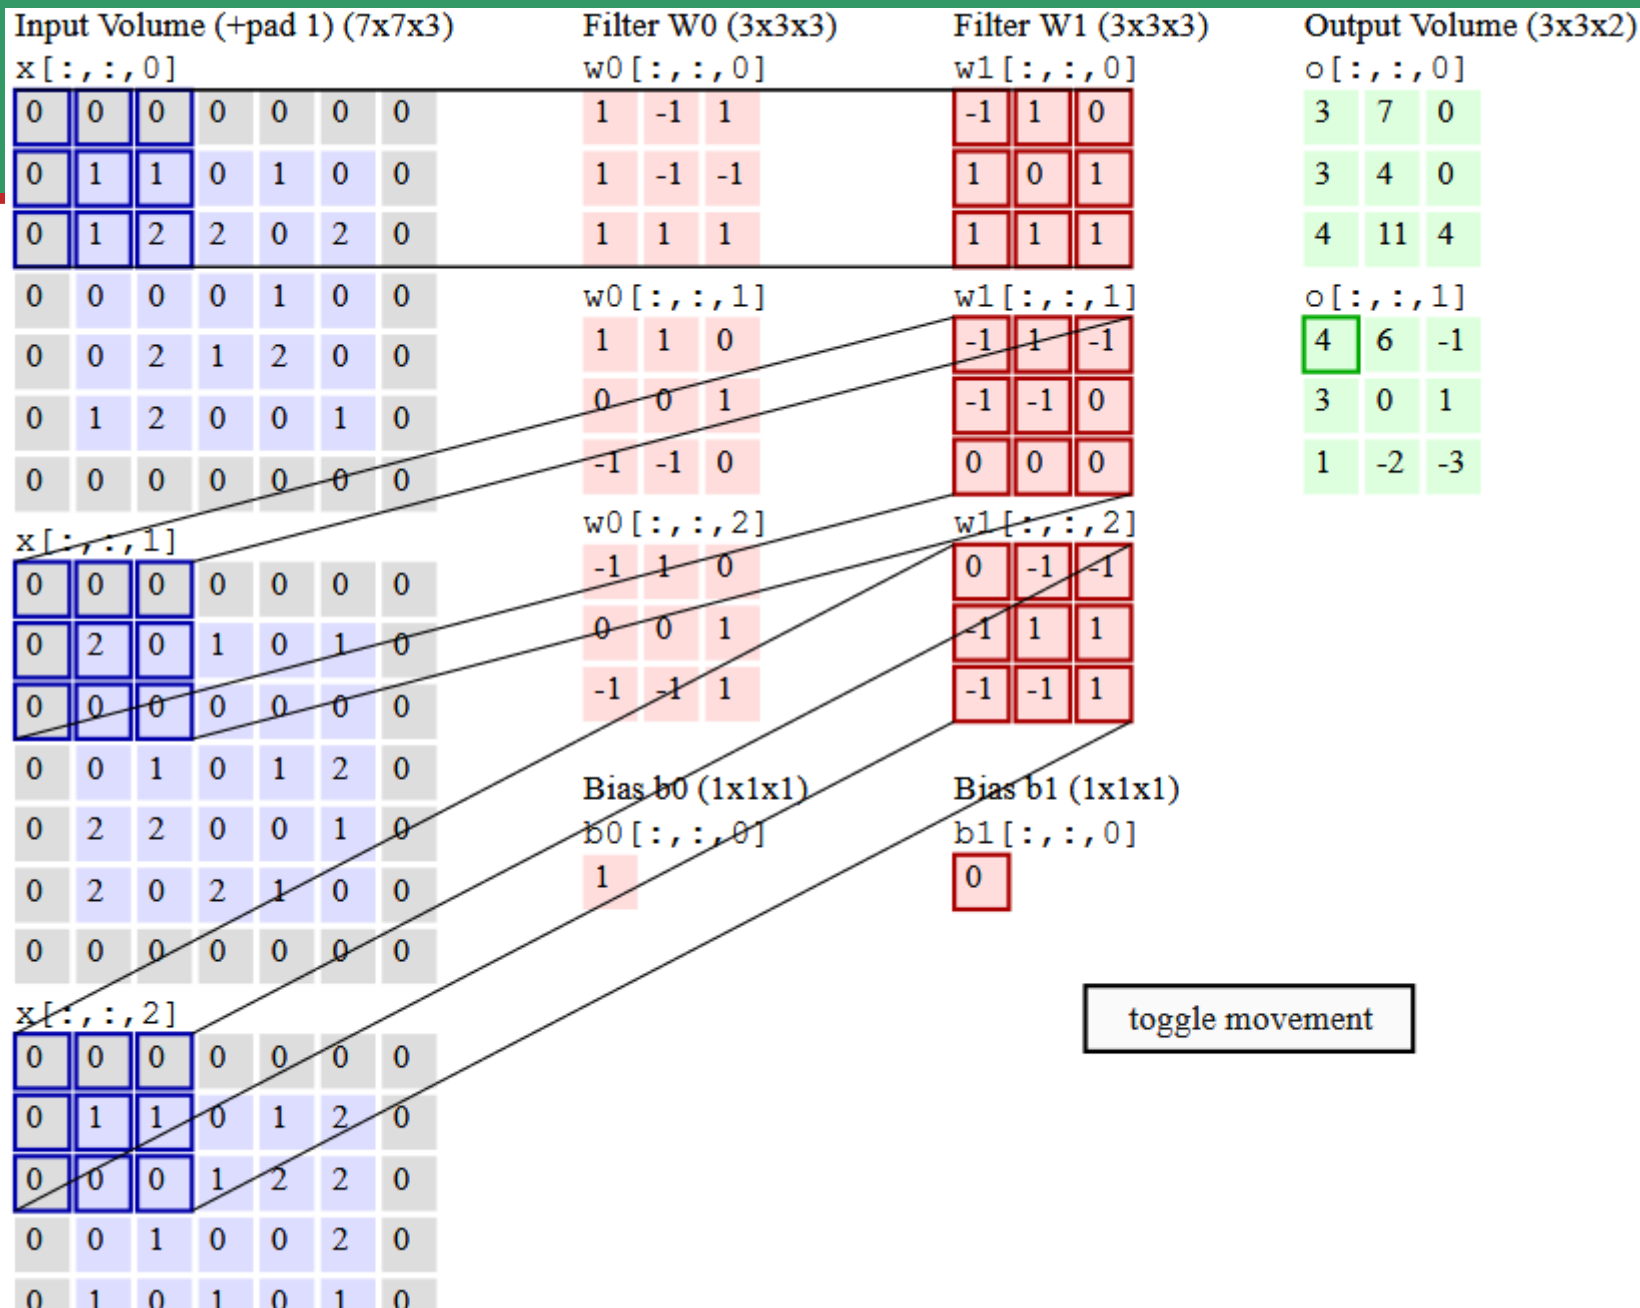 Input Volume (+pad 1) (7x7x3)
x[:,:,0]
0 0 0 0 0 0 0
0 1 1 0 1 0 0
0 1 2 2 0 2 0
0 0 0 0 1 0 0
0 0 2 1 2 0 0
0 1 2 0 0 1 0
0 0 0 0 0 0 0
x[:,:,1]
0 0 0 0 0 0 0
0 2 0 1 0 1 0
0 0 0 0 0 0 0
0 0 1 0 1 2 0
0 2 2 0 0 1 0
0 2 0 2 1 0 0
0 0 0 0 0 0 0
x[:,:,2]
0 0 0 0 0 0 0
0 1 1 0 1 2 0
0 0 0 1 2 2 0
0 0 1 0 0 2 0
0 1 0 1 0 1 0
Filter W0 (3x3x3)
w0[:,:,0]
1 -1 1
1 -1 -1
1 1 1
w0[:,:,1]
1 1 0
0 0 1
-1 -1 0
w0[:,:,2]
-1 1 0
0 0 1
-1 -1 1
Bias b0 (1x1x1)
b0[:,:,0]
1
Filter W1 (3x3x3)
w1[:,:,0]
-1 1 0
1 0 1
1 1 1
w1[:,:,1]
-1 1 -1
-1 -1 0
0 0 0
w1[:,:,2]
0 -1 -1
-1 1 1
-1 -1 1
Bias b1 (1x1x1)
b1[:,:,0]
0
Output Volume (3x3x2)
o[:,:,0]
3 7 0
3 4 0
4 11 4
o[:,:,1]
4 6 -1
3 0 1
1 -2 -3
toggle movement